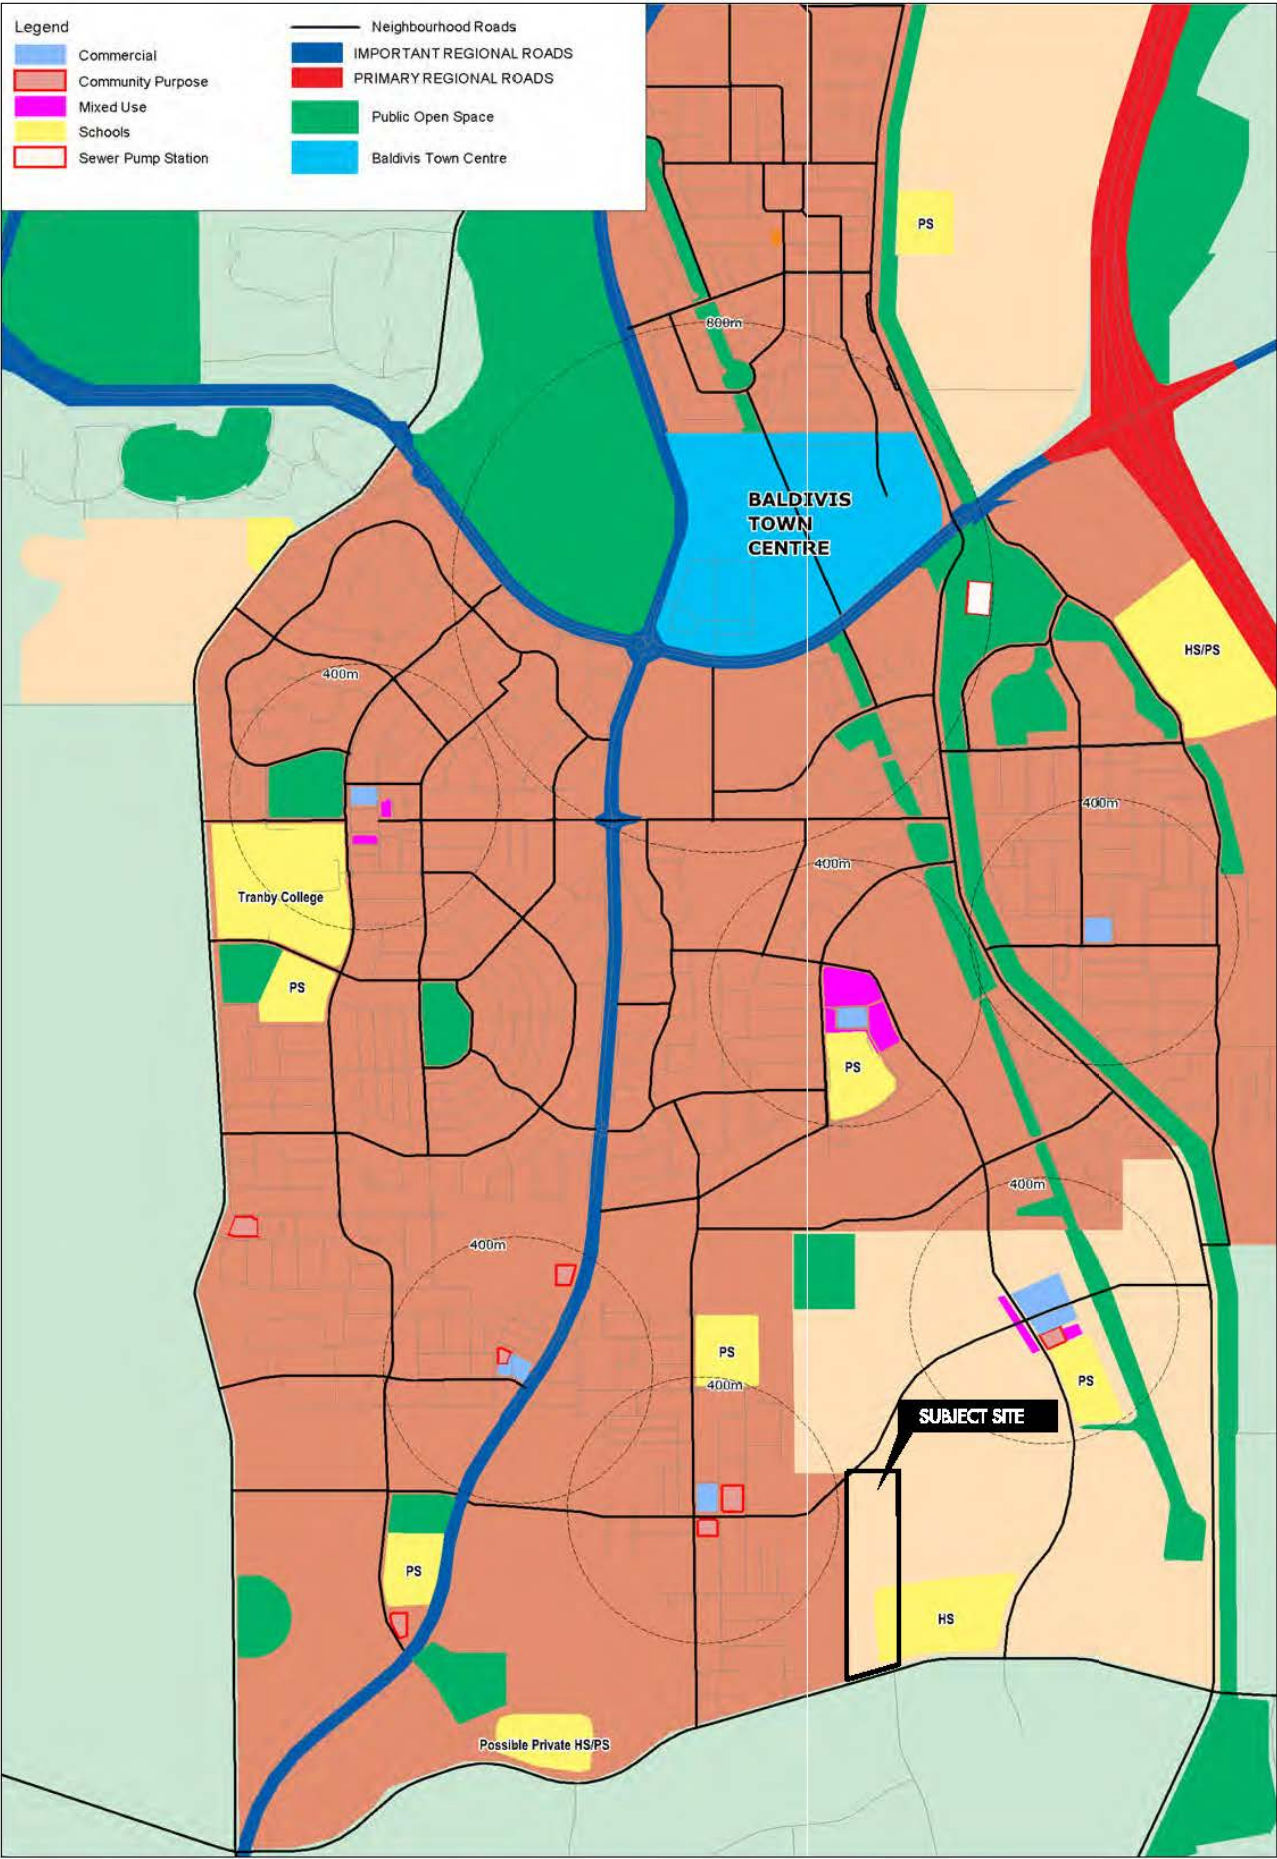 Legend
Commercial
Community Purpose
Mixed Use
Schools
Sewer Pump Station
Neighbourhood Roads
IMPORTANT REGIONAL ROADS
PRIMARY REGIONAL ROADS
Public Open Space
Baldivis Town Centre
PS
800m
BALDIVIS
TOWN
CENTRE
HS/PS
400m
400m
400m
Tranby College
PS
PS
400m
400m
PS
400m
PS
SUBJECT SITE
PS
HS
Possible Private HS/PS